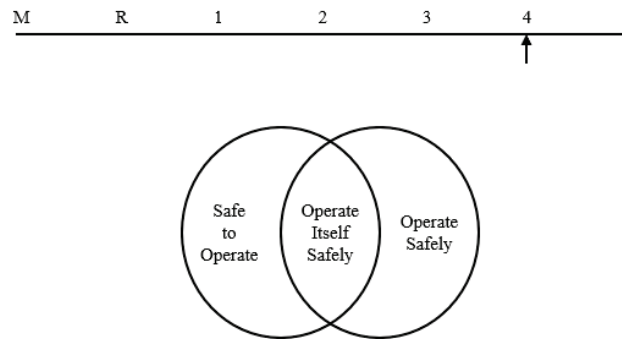 M R 1 2 3 4
Safe
to
Operate
Operate
Itself
Safely
Operate
Safely